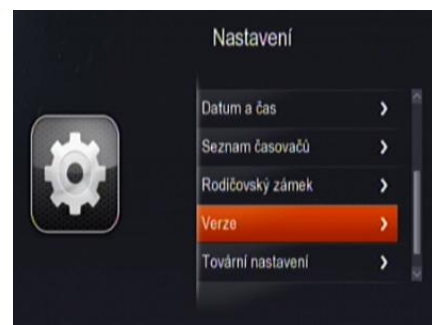 Nastavení
Datum a čas
Seznam časovačů
Rodičovský zámek
Verze
Tovární nastavení